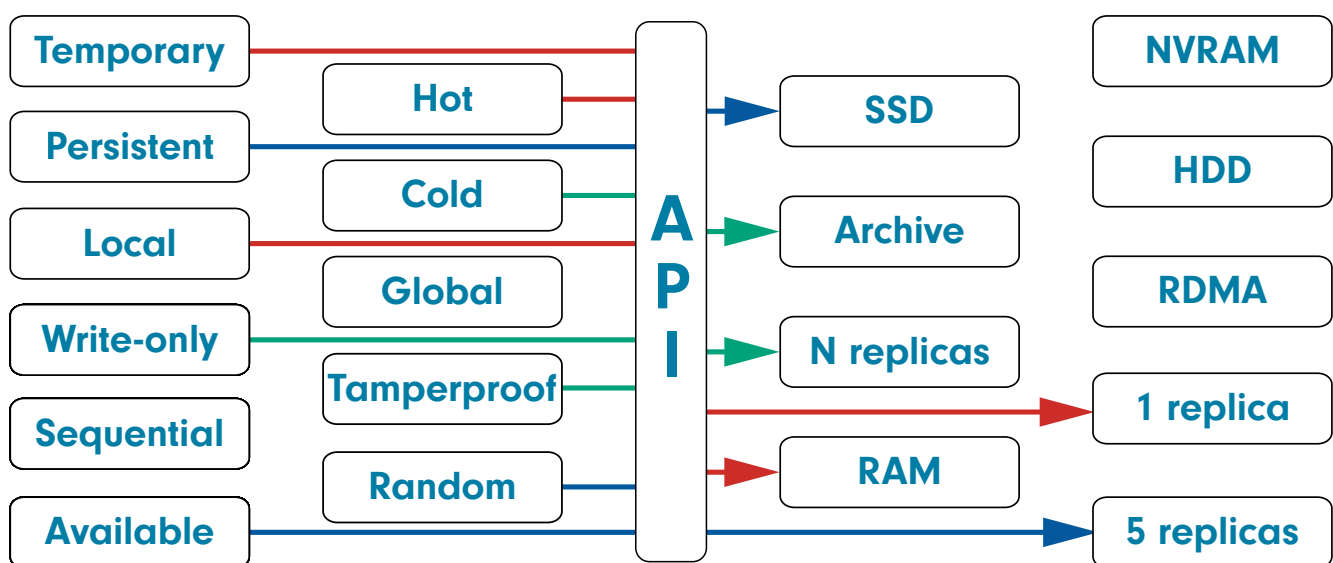 Temporary
Persistent
Local
Write-only
Sequential
Available
Hot
Cold
Global
Tamperproof
Random
A
P
I
SSD
Archive
N replicas
RAM
NVRAM
HDD
RDMA
1 replica
5 replicas